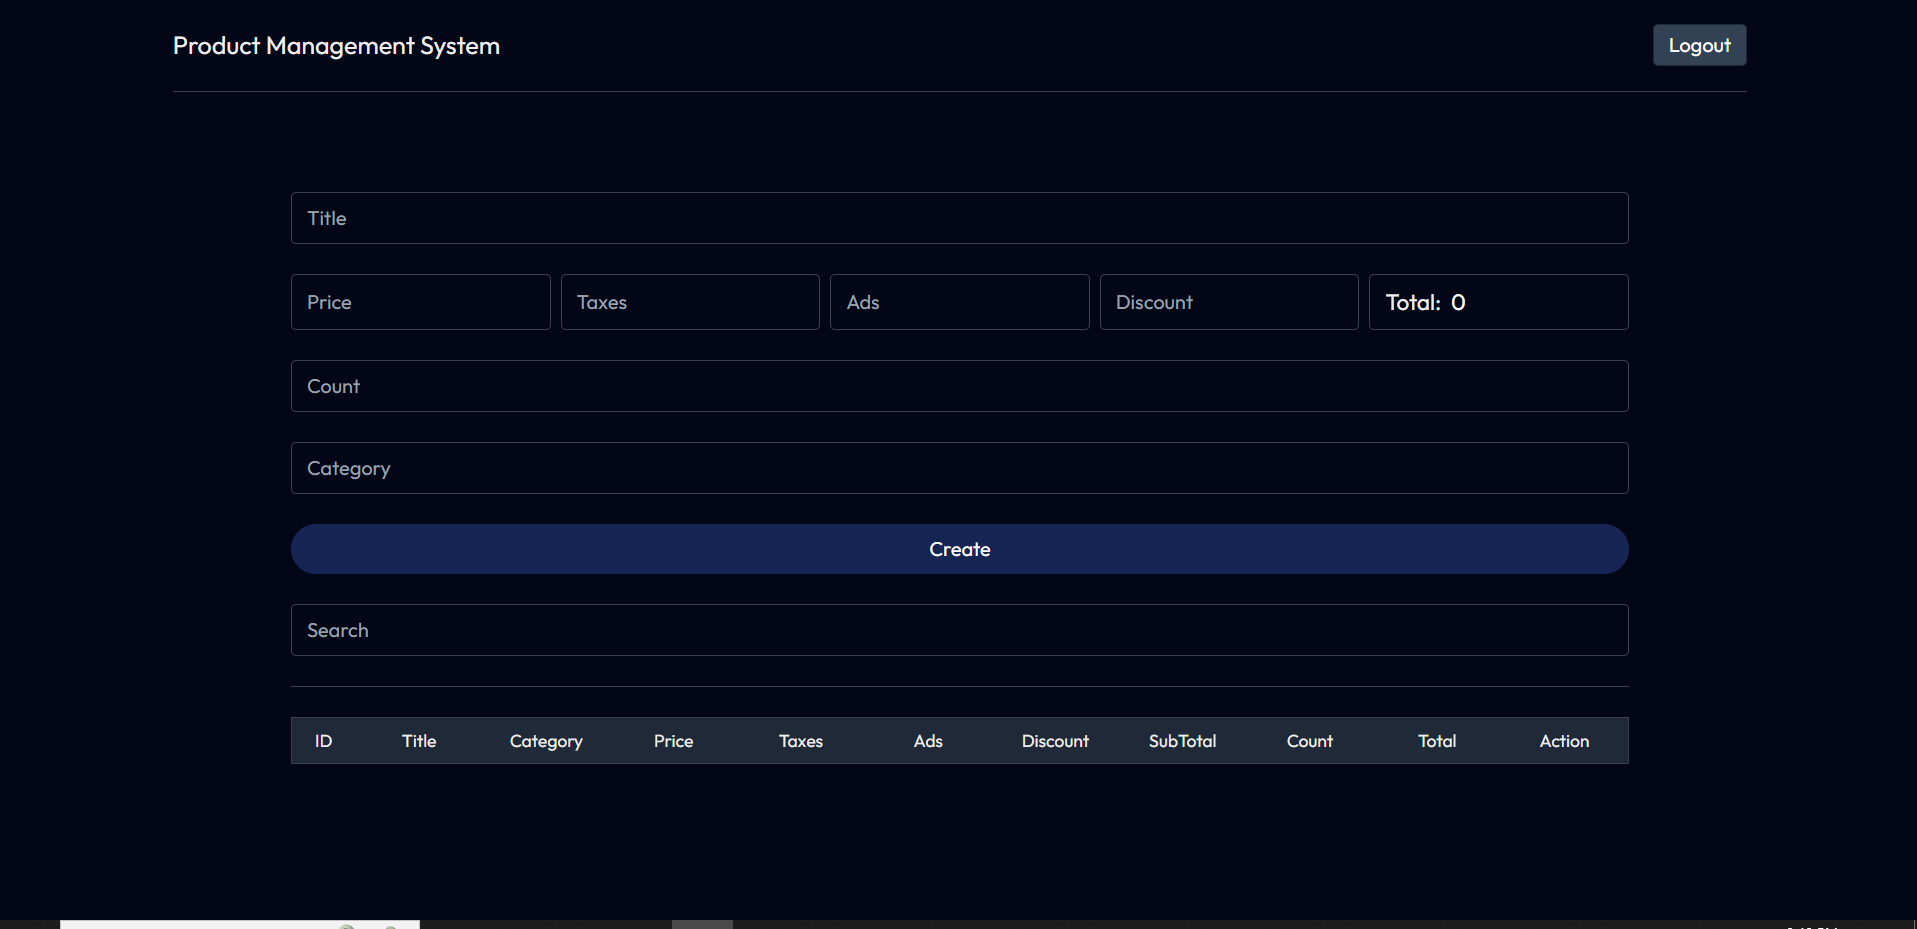 Product Management System Logout
Title
Price Taxes Ads Discount Total: 0
Count
Category
Create
Search
ID Title Category Price Taxes Ads Discount SubTotal Count Total Action